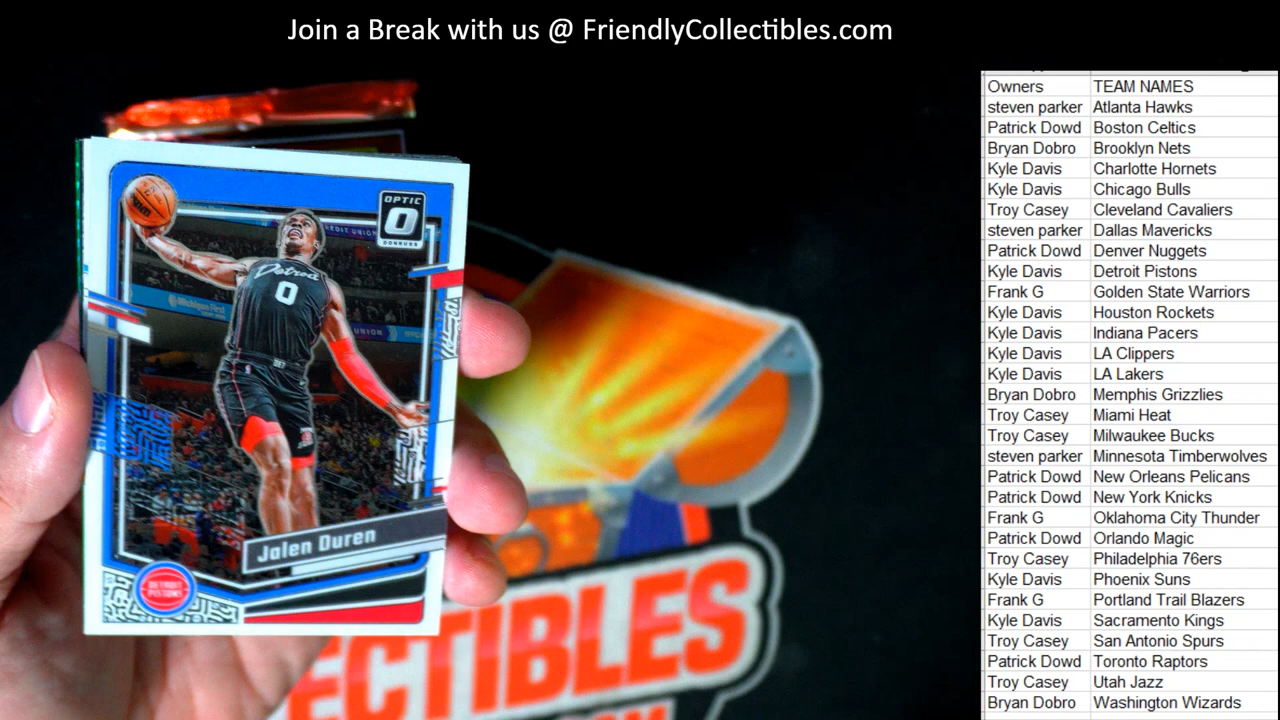 Join a Break with us @ FriendlyCollectibles.com
Owners TEAM NAMES
steven parker Atlanta Hawks
Patrick Dowd Boston Celtics
Bryan Dobro Brooklyn Nets
Kyle Davis Charlotte Hornets
Kyle Davis Chicago Bulls
Troy Casey Cleveland Cavaliers
steven parker Dallas Mavericks
Patrick Dowd Denver Nuggets
Kyle Davis Detroit Pistons
Frank G Golden State Warriors
Kyle Davis Houston Rockets
Kyle Davis Indiana Pacers
Kyle Davis LA Clippers
Kyle Davis LA Lakers
Bryan Dobro Memphis Grizzlies
Troy Casey Miami Heat
Troy Casey Milwaukee Bucks
steven parker Minnesota Timberwolves
Patrick Dowd New Orleans Pelicans
Patrick Dowd New York Knicks
Frank G Oklahoma City Thunder
Patrick Dowd Orlando Magic
Troy Casey Philadelphia 76ers
Kyle Davis Phoenix Suns
Frank G Portland Trail Blazers
Kyle Davis Sacramento Kings
Troy Casey San Antonio Spurs
Patrick Dowd Toronto Raptors
Troy Casey Utah Jazz
Bryan Dobro Washington Wizards
OPTIC
O
DONRUSS
Detroit
0
Michigan First
UNION
Jalen Duren
DETROIT
PISTONS
ECTIBLES